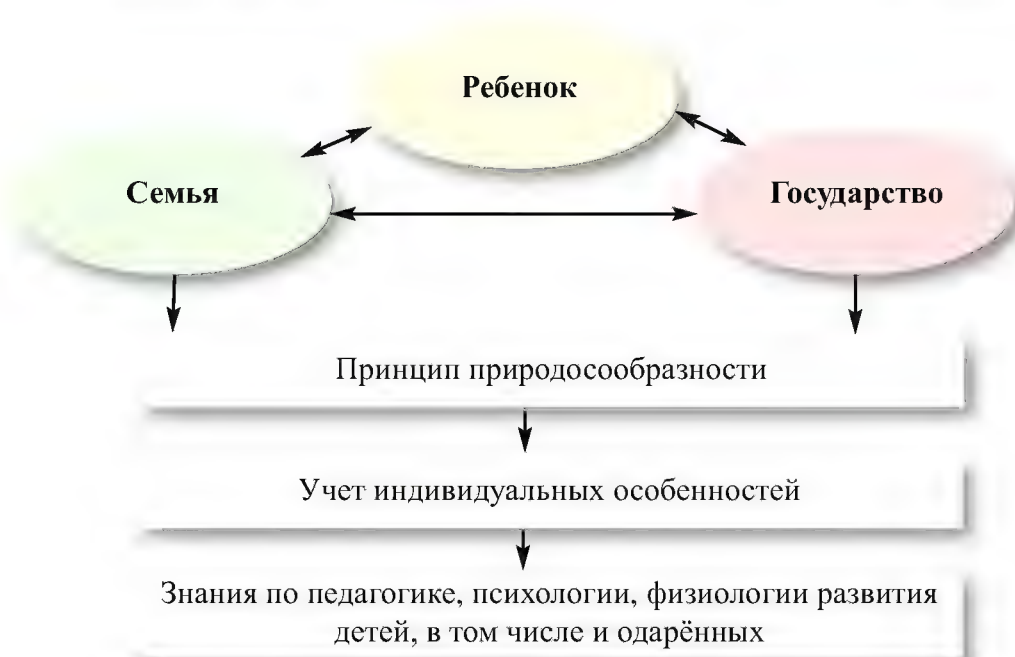 Ребенок
Семья
Государство
Принцип природосообразности
Учет индивидуальных особенностей
Знания по педагогике, психологии, физиологии развития
детей, в том числе и одарённых